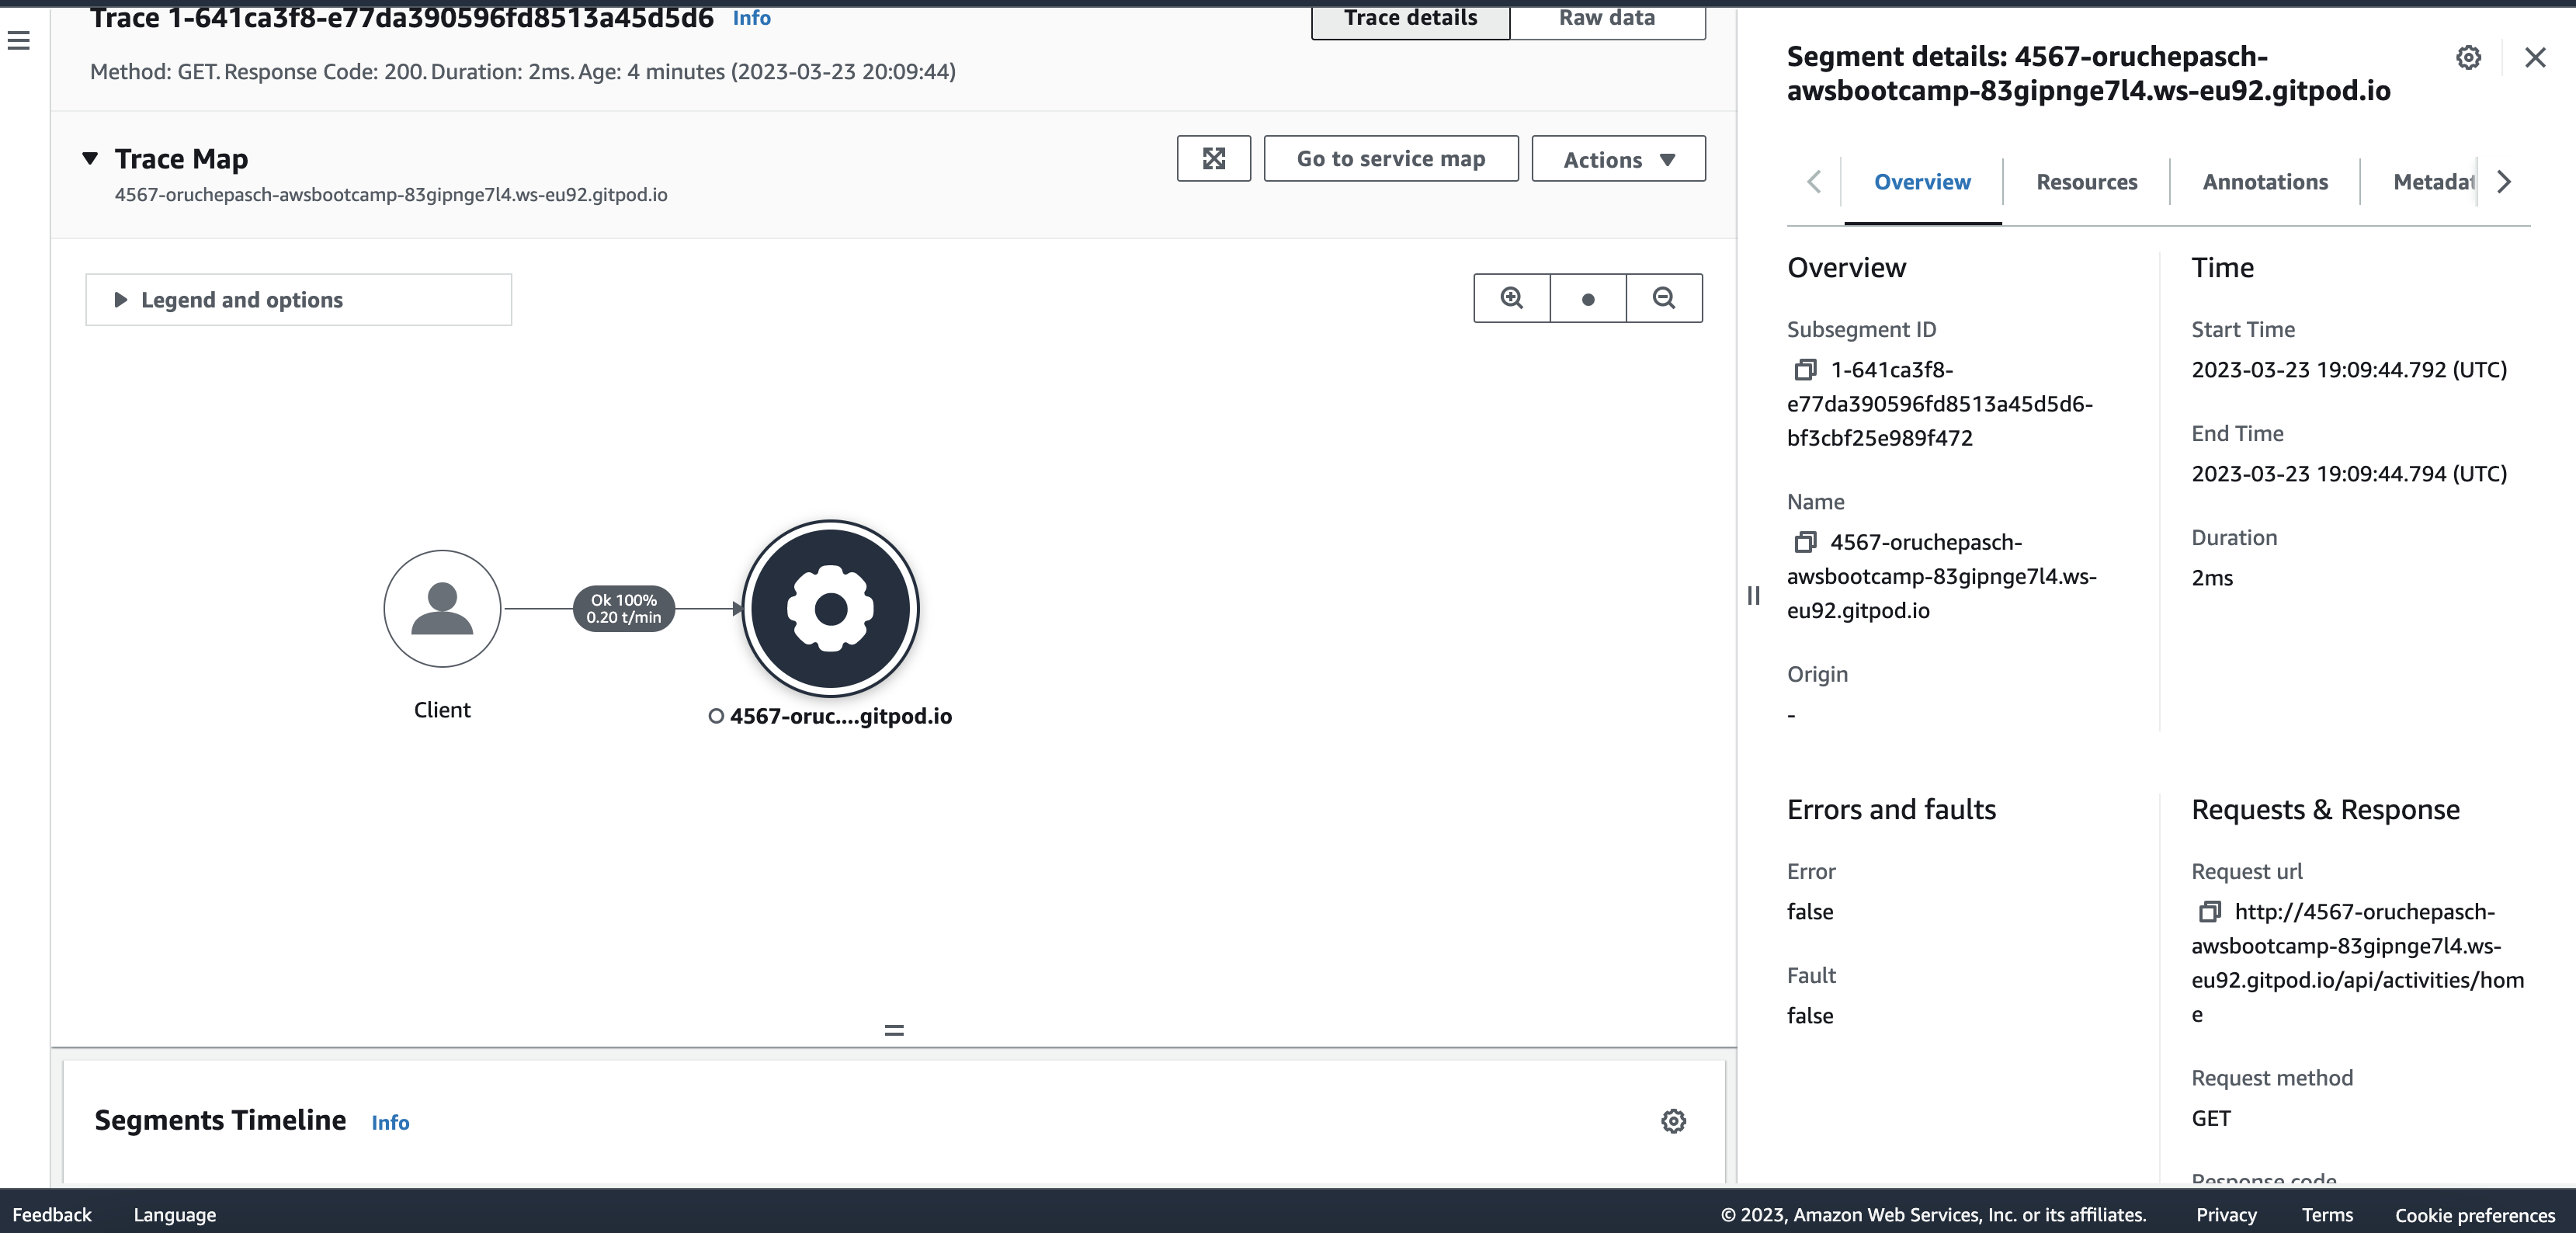 Trace 1-641ca3f8-e77da390596fd8513a45d5d6 Info
Trace details Raw data
Method: GET. Response Code: 200. Duration: 2ms. Age: 4 minutes (2023-03-23 20:09:44)
Trace Map
4567-oruchepasch-awsbootcamp-83gipnge7l4.ws-eu92.gitpod.io
Go to service map
Actions
Legend and options
Ok 100%
0.20 t/min
Client
4567-oruc....gitpod.io
Segments Timeline Info
Segment details: 4567-oruchepasch-
awsbootcamp-83gipnge7l4.ws-eu92.gitpod.io
Overview Resources Annotations Metadat
Overview
Subsegment ID
1-641ca3f8-
e77da390596fd8513a45d5d6-
bf3cbf25e989f472
Name
4567-oruchepasch-
awsbootcamp-83gipnge7l4.ws-
eu92.gitpod.io
Origin
-
Time
Start Time
2023-03-23 19:09:44.792 (UTC)
End Time
2023-03-23 19:09:44.794 (UTC)
Duration
2ms
Errors and faults
Error
false
Fault
false
Requests & Response
Request url
http://4567-oruchepasch-
awsbootcamp-83gipnge7l4.ws-
eu92.gitpod.io/api/activities/hom
e
Request method
GET
Response code
Feedback Language
© 2023, Amazon Web Services, Inc. or its affiliates. Privacy Terms Cookie preferences